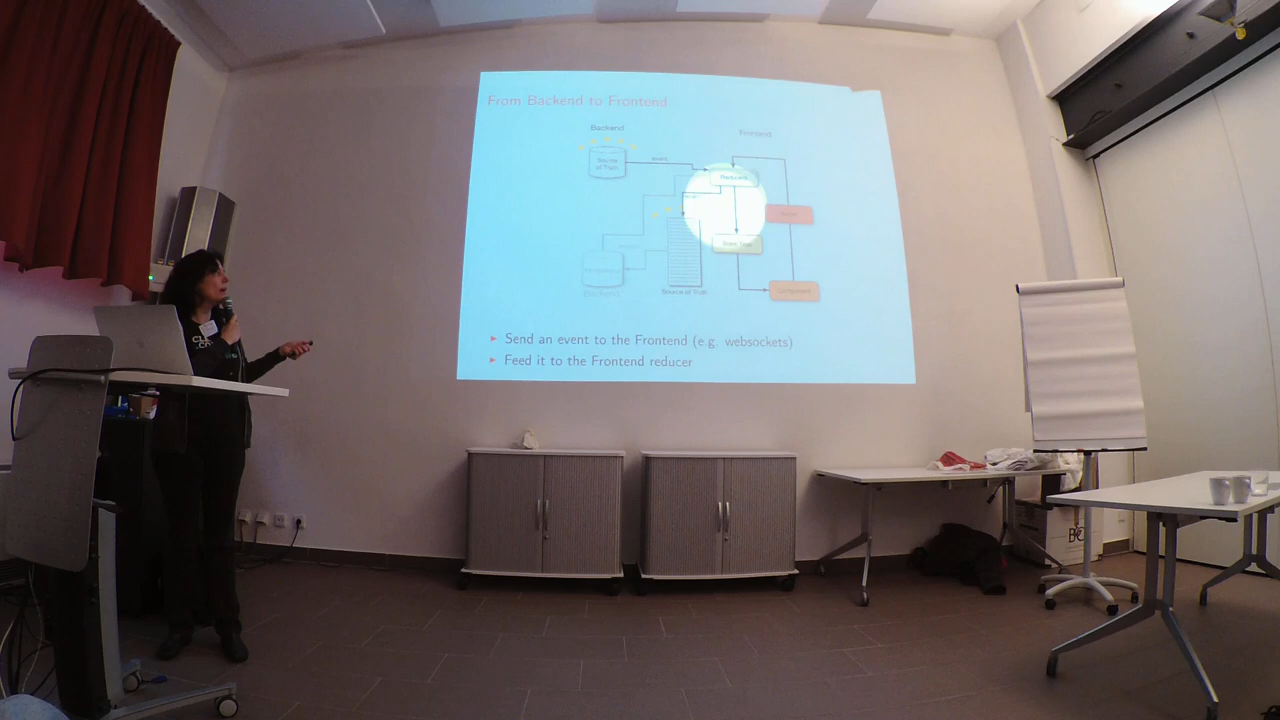 From Backend to Frontend
Backend
Frontend
Source
of Truth
event
Reducers
State Tree
Component
Backend
Source of Truth
▸ Send an event to the Frontend (e.g. websockets)
▸ Feed it to the Frontend reducer